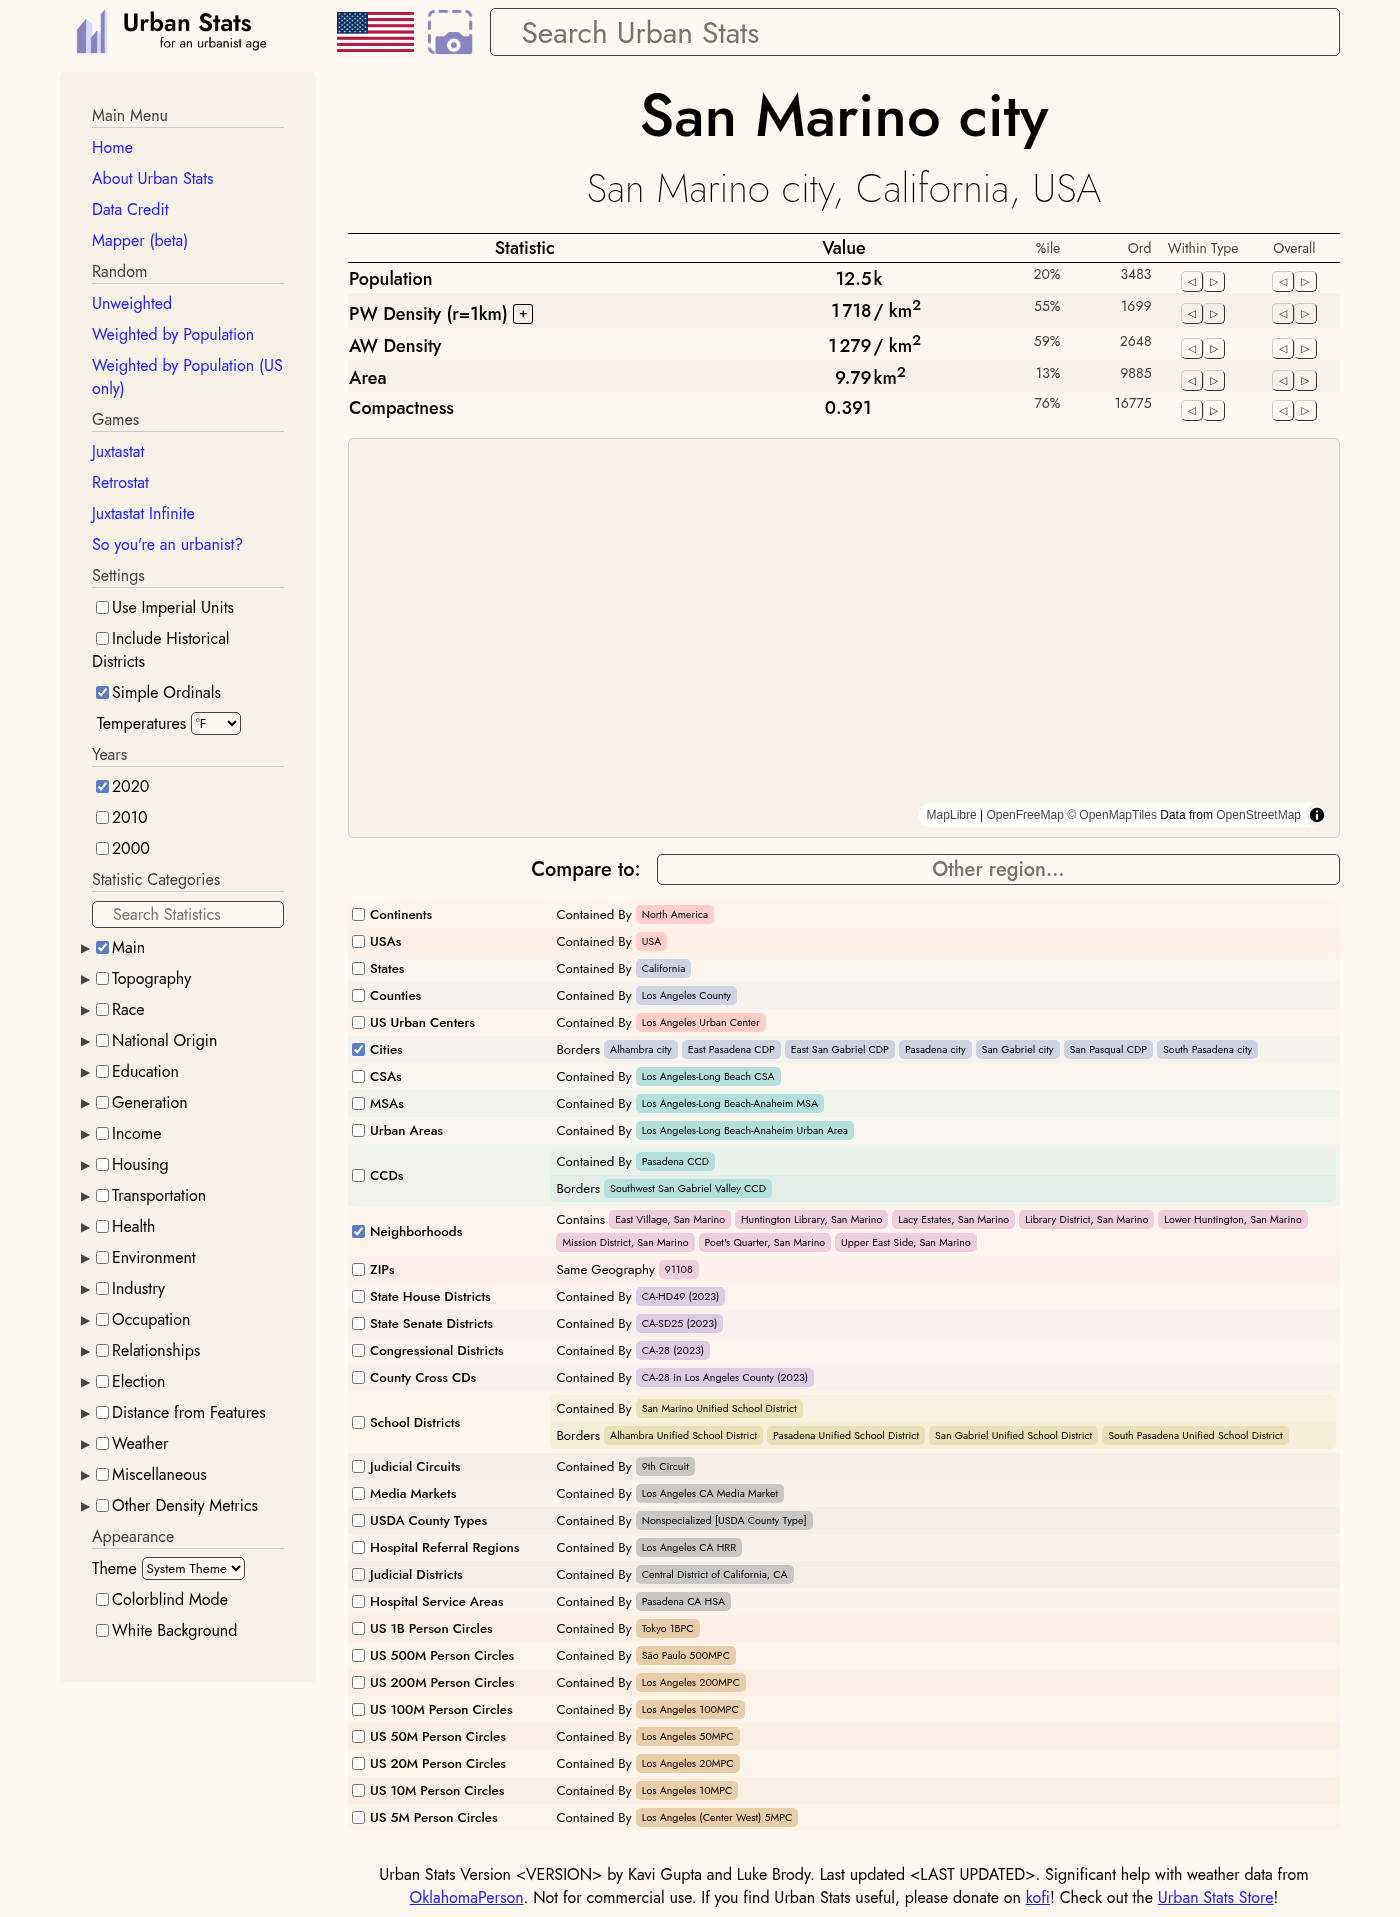 Urban Stats
for an urbanist age
Search Urban Stats
Main Menu
Home
About Urban Stats
Data Credit
Mapper (beta)
Random
Unweighted
Weighted by Population
Weighted by Population (US
only)
Games
Juxtastat
Retrostat
Juxtastat Infinite
So you're an urbanist?
Settings
Use Imperial Units
Include Historical
Districts
Simple Ordinals
Temperatures °F
Years
2020
2010
2000
Statistic Categories
Search Statistics
Main
Topography
Race
National Origin
Education
Generation
Income
Housing
Transportation
Health
Environment
Industry
Occupation
Relationships
Election
Distance from Features
Weather
Miscellaneous
Other Density Metrics
Appearance
Theme System Theme
Colorblind Mode
White Background
San Marino city
San Marino city, California, USA
Statistic Value %ile Ord Within Type Overall
Population 12.5k 20% 3483
PW Density (r=1km) + 1718/ km² 55% 1699
AW Density 1279/ km² 59% 2648
Area 9.79km² 13% 9885
Compactness 0.391 76% 16775
MapLibre | OpenFreeMap © OpenMapTiles Data from OpenStreetMap
Compare to: Other region...
Continents Contained By North America
USAs Contained By USA
States Contained By California
Counties Contained By Los Angeles County
US Urban Centers Contained By Los Angeles Urban Center
Cities Borders Alhambra city East Pasadena CDP East San Gabriel CDP Pasadena city San Gabriel city San Pasqual CDP South Pasadena city
CSAs Contained By Los Angeles-Long Beach CSA
MSAs Contained By Los Angeles-Long Beach-Anaheim MSA
Urban Areas Contained By Los Angeles-Long Beach-Anaheim Urban Area
CCDs Contained By Pasadena CCD
Borders Southwest San Gabriel Valley CCD
Neighborhoods Contains East Village, San Marino Huntington Library, San Marino Lacy Estates, San Marino Library District, San Marino Lower Huntington, San Marino
Mission District, San Marino Poet's Quarter, San Marino Upper East Side, San Marino
ZIPs Same Geography 91108
State House Districts Contained By CA-HD49 (2023)
State Senate Districts Contained By CA-SD25 (2023)
Congressional Districts Contained By CA-28 (2023)
County Cross CDs Contained By CA-28 in Los Angeles County (2023)
School Districts Contained By San Marino Unified School District
Borders Alhambra Unified School District Pasadena Unified School District San Gabriel Unified School District South Pasadena Unified School District
Judicial Circuits Contained By 9th Circuit
Media Markets Contained By Los Angeles CA Media Market
USDA County Types Contained By Nonspecialized [USDA County Type]
Hospital Referral Regions Contained By Los Angeles CA HRR
Judicial Districts Contained By Central District of California, CA
Hospital Service Areas Contained By Pasadena CA HSA
US 1B Person Circles Contained By Tokyo 1BPC
US 500M Person Circles Contained By São Paulo 500MPC
US 200M Person Circles Contained By Los Angeles 200MPC
US 100M Person Circles Contained By Los Angeles 100MPC
US 50M Person Circles Contained By Los Angeles 50MPC
US 20M Person Circles Contained By Los Angeles 20MPC
US 10M Person Circles Contained By Los Angeles 10MPC
US 5M Person Circles Contained By Los Angeles (Center West) 5MPC
Urban Stats Version <VERSION> by Kavi Gupta and Luke Brody. Last updated <LAST UPDATED>. Significant help with weather data from
OklahomaPerson. Not for commercial use. If you find Urban Stats useful, please donate on kofi! Check out the Urban Stats Store!